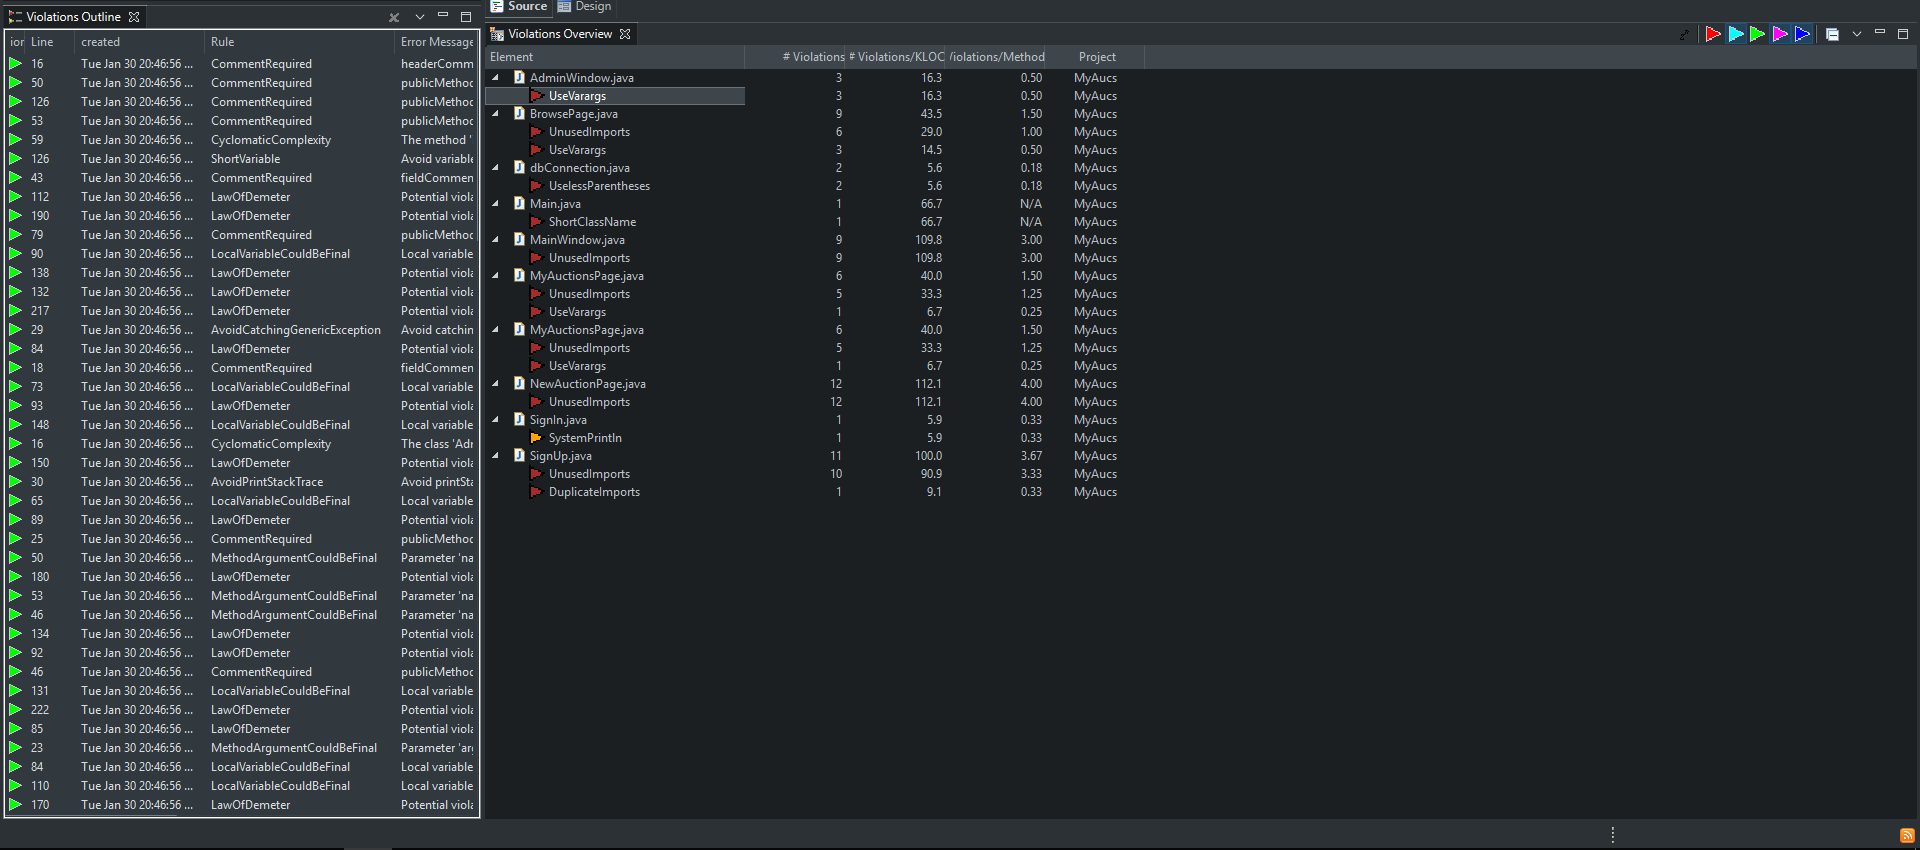 Violations Outline
ion Line created Rule Error Message
16 Tue Jan 30 20:46:56 ... CommentRequired headerComm
50 Tue Jan 30 20:46:56 ... CommentRequired publicMethod
126 Tue Jan 30 20:46:56 ... CommentRequired publicMethod
53 Tue Jan 30 20:46:56 ... CommentRequired publicMethod
59 Tue Jan 30 20:46:56 ... CyclomaticComplexity The method '
126 Tue Jan 30 20:46:56 ... ShortVariable Avoid variable
43 Tue Jan 30 20:46:56 ... CommentRequired fieldCommen
112 Tue Jan 30 20:46:56 ... LawOfDemeter Potential viola
190 Tue Jan 30 20:46:56 ... LawOfDemeter Potential viola
79 Tue Jan 30 20:46:56 ... CommentRequired publicMethod
90 Tue Jan 30 20:46:56 ... LocalVariableCouldBeFinal Local variable
138 Tue Jan 30 20:46:56 ... LawOfDemeter Potential viola
132 Tue Jan 30 20:46:56 ... LawOfDemeter Potential viola
217 Tue Jan 30 20:46:56 ... LawOfDemeter Potential viola
29 Tue Jan 30 20:46:56 ... AvoidCatchingGenericException Avoid catchin
84 Tue Jan 30 20:46:56 ... LawOfDemeter Potential viola
18 Tue Jan 30 20:46:56 ... CommentRequired fieldCommen
73 Tue Jan 30 20:46:56 ... LocalVariableCouldBeFinal Local variable
93 Tue Jan 30 20:46:56 ... LawOfDemeter Potential viola
148 Tue Jan 30 20:46:56 ... LocalVariableCouldBeFinal Local variable
16 Tue Jan 30 20:46:56 ... CyclomaticComplexity The class 'Adr
150 Tue Jan 30 20:46:56 ... LawOfDemeter Potential viola
30 Tue Jan 30 20:46:56 ... AvoidPrintStackTrace Avoid printSta
65 Tue Jan 30 20:46:56 ... LocalVariableCouldBeFinal Local variable
89 Tue Jan 30 20:46:56 ... LawOfDemeter Potential viola
25 Tue Jan 30 20:46:56 ... CommentRequired publicMethod
50 Tue Jan 30 20:46:56 ... MethodArgumentCouldBeFinal Parameter 'na
180 Tue Jan 30 20:46:56 ... LawOfDemeter Potential viola
53 Tue Jan 30 20:46:56 ... MethodArgumentCouldBeFinal Parameter 'na
46 Tue Jan 30 20:46:56 ... MethodArgumentCouldBeFinal Parameter 'na
134 Tue Jan 30 20:46:56 ... LawOfDemeter Potential viola
92 Tue Jan 30 20:46:56 ... LawOfDemeter Potential viola
46 Tue Jan 30 20:46:56 ... CommentRequired publicMethod
131 Tue Jan 30 20:46:56 ... LocalVariableCouldBeFinal Local variable
222 Tue Jan 30 20:46:56 ... LawOfDemeter Potential viola
85 Tue Jan 30 20:46:56 ... LawOfDemeter Potential viola
23 Tue Jan 30 20:46:56 ... MethodArgumentCouldBeFinal Parameter 'arg
84 Tue Jan 30 20:46:56 ... LocalVariableCouldBeFinal Local variable
110 Tue Jan 30 20:46:56 ... LocalVariableCouldBeFinal Local variable
170 Tue Jan 30 20:46:56 ... LawOfDemeter Potential viola
Source Design
Violations Overview
Element # Violations # Violations/KLOC /iolations/Method Project
AdminWindow.java 3 16.3 0.50 MyAucs
UseVarargs 3 16.3 0.50 MyAucs
BrowsePage.java 9 43.5 1.50 MyAucs
UnusedImports 6 29.0 1.00 MyAucs
UseVarargs 3 14.5 0.50 MyAucs
dbConnection.java 2 5.6 0.18 MyAucs
UselessParentheses 2 5.6 0.18 MyAucs
Main.java 1 66.7 N/A MyAucs
ShortClassName 1 66.7 N/A MyAucs
MainWindow.java 9 109.8 3.00 MyAucs
UnusedImports 9 109.8 3.00 MyAucs
MyAuctionsPage.java 6 40.0 1.50 MyAucs
UnusedImports 5 33.3 1.25 MyAucs
UseVarargs 1 6.7 0.25 MyAucs
MyAuctionsPage.java 6 40.0 1.50 MyAucs
UnusedImports 5 33.3 1.25 MyAucs
UseVarargs 1 6.7 0.25 MyAucs
NewAuctionPage.java 12 112.1 4.00 MyAucs
UnusedImports 12 112.1 4.00 MyAucs
SignIn.java 1 5.9 0.33 MyAucs
SystemPrintln 1 5.9 0.33 MyAucs
SignUp.java 11 100.0 3.67 MyAucs
UnusedImports 10 90.9 3.33 MyAucs
DuplicateImports 1 9.1 0.33 MyAucs